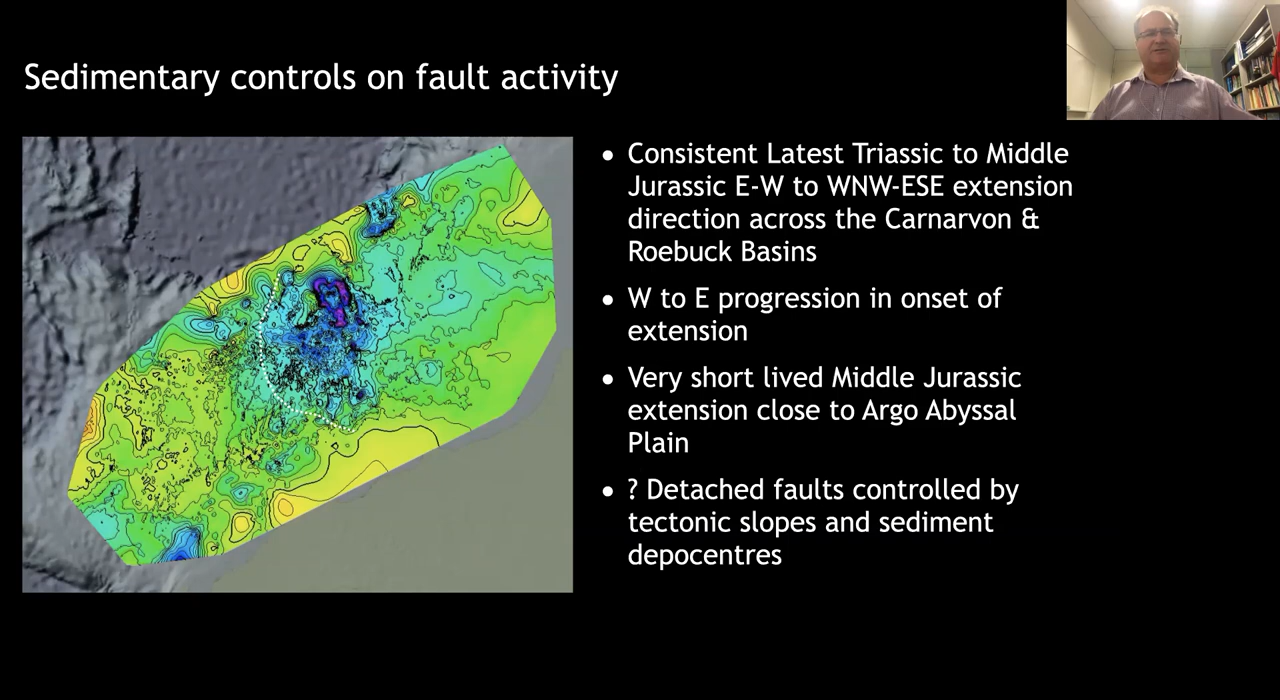 Sedimentary controls on fault activity
• Consistent Latest Triassic to Middle
Jurassic E-W to WNW-ESE extension
direction across the Carnarvon &
Roebuck Basins
• W to E progression in onset of
extension
• Very short lived Middle Jurassic
extension close to Argo Abyssal
Plain
• ? Detached faults controlled by
tectonic slopes and sediment
depocentres